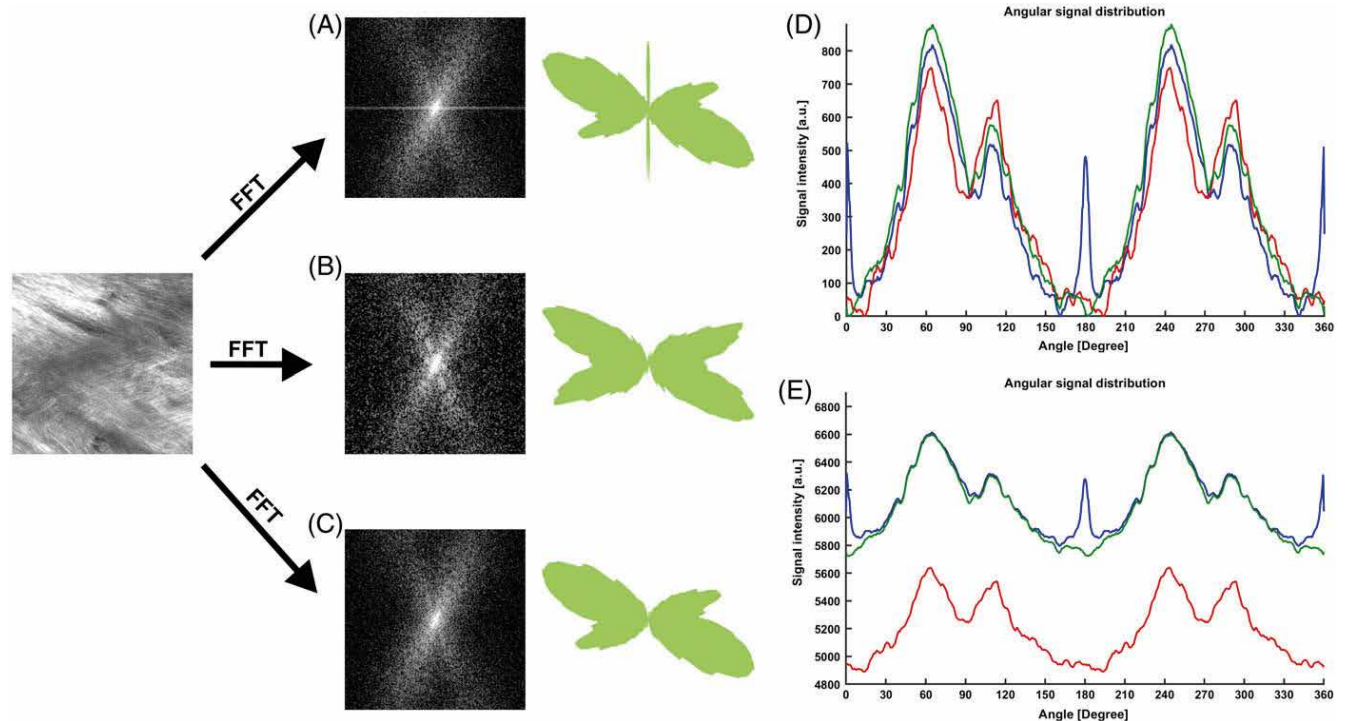 (A)
FFT
(B)
FFT
(C)
FFT
(D)
Angular signal distribution
Signal intensity [a.u.]
800
700
600
500
400
300
200
100
0
0 30 60 90 120 150 180 210 240 270 300 330 360
Angle [Degree]
(E)
Angular signal distribution
Signal intensity [a.u.]
6800
6600
6400
6200
6000
5800
5600
5400
5200
5000
4800
0 30 60 90 120 150 180 210 240 270 300 330 360
Angle [Degree]